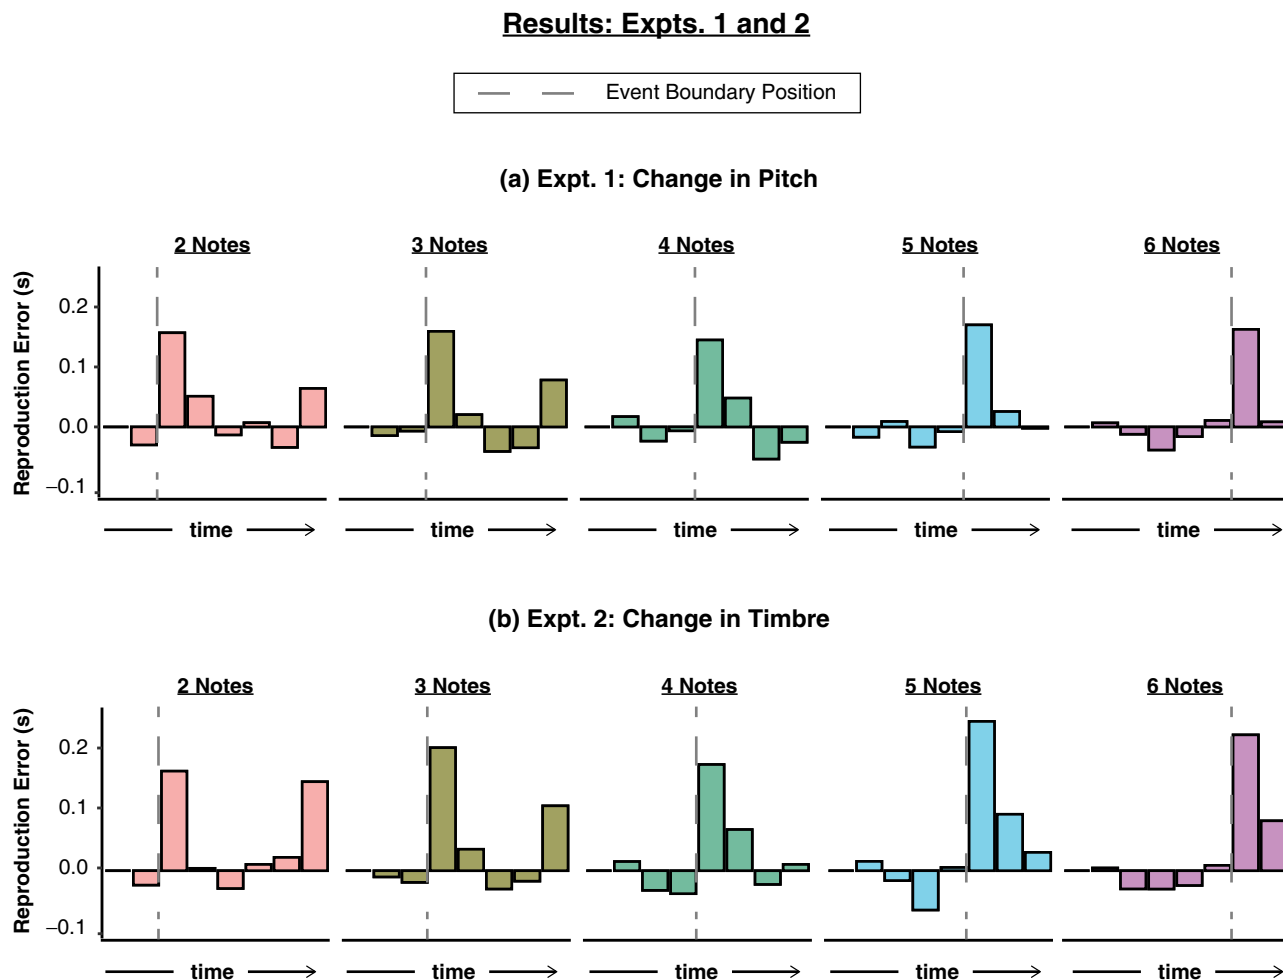 Results: Expts. 1 and 2
Event Boundary Position
(a) Expt. 1: Change in Pitch
2 Notes 3 Notes 4 Notes 5 Notes 6 Notes
Reproduction Error (s)
0.2
0.1
0.0
−0.1
time time time time time
(b) Expt. 2: Change in Timbre
2 Notes 3 Notes 4 Notes 5 Notes 6 Notes
Reproduction Error (s)
0.2
0.1
0.0
−0.1
time time time time time